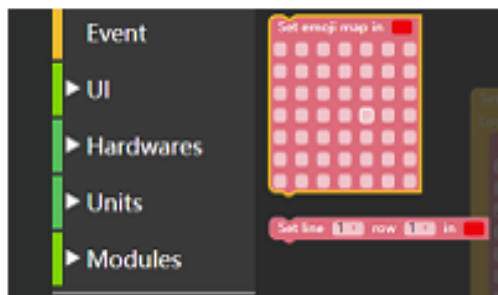 Event
Set emoji map in
UI
Hardwares
Units
Set line 1 row 1 in
Modules